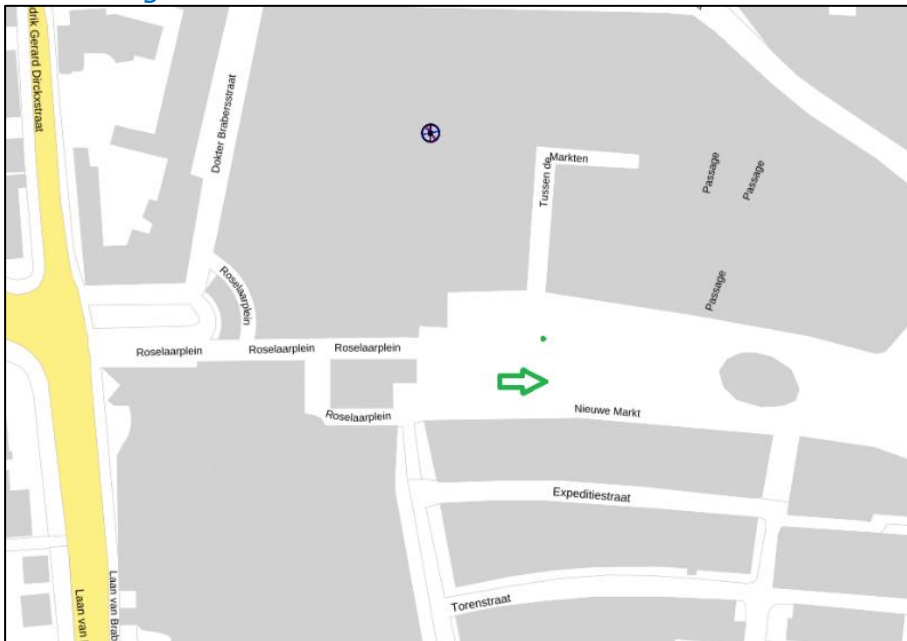 drik Gerard Dirckxstraat
Dokter Brabersstraat
Markten
Tussen de
Passage
Passage
Passage
Roselaarplein
Roselaarplein
Roselaarplein
Roselaarplein
Roselaarplein
Nieuwe Markt
Expeditiestraat
Torenstraat
Laan van
Laan van Brab